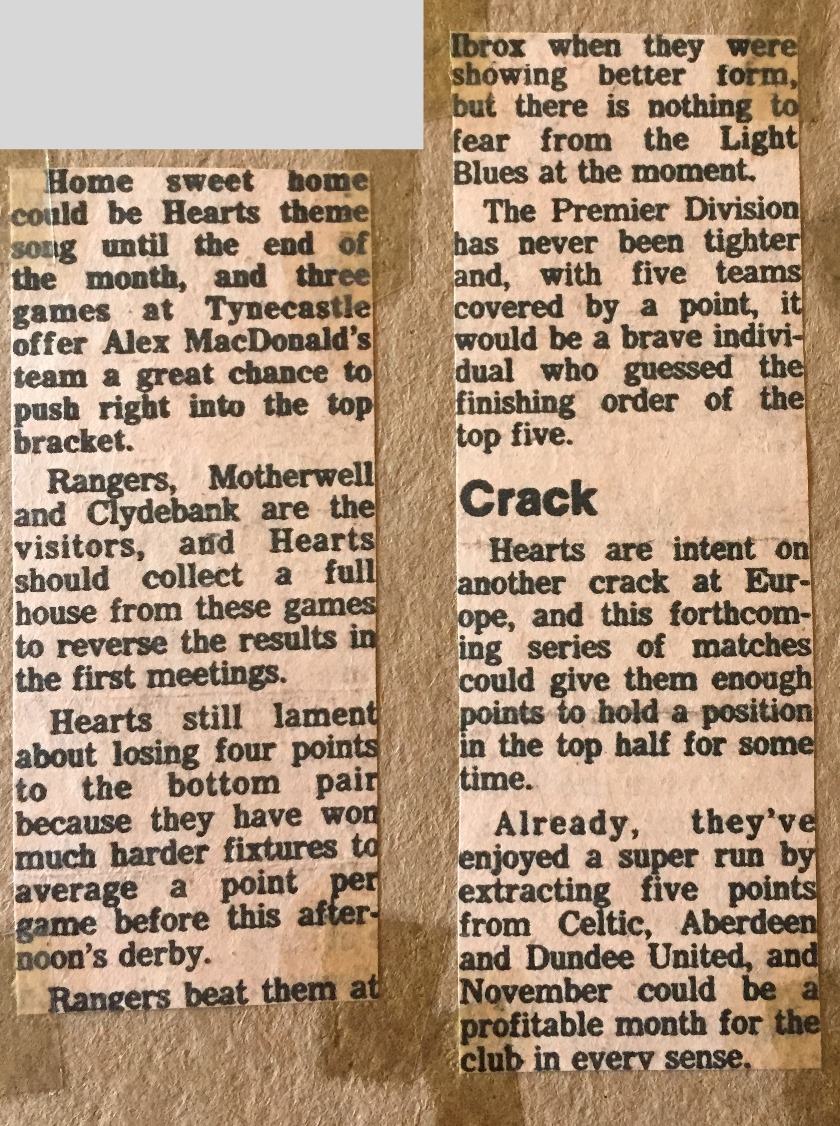 Home sweet home
could be Hearts theme
song until the end of
the month, and three
games at Tynecastle
offer Alex MacDonald's
team a great chance to
push right into the top
bracket.
Rangers, Motherwell
and Clydebank are the
visitors, and Hearts
should collect a full
house from these games
to reverse the results in
the first meetings.
Hearts still lament
about losing four points
to the bottom pair
because they have won
much harder fixtures to
average a point per
game before this after-
noon's derby.
Rangers beat them at
Ibrox when they were
showing better form,
but there is nothing to
fear from the Light
Blues at the moment.
The Premier Division
has never been tighter
and, with five teams
covered by a point, it
would be a brave indivi-
dual who guessed the
finishing order of the
top five.
Crack
Hearts are intent on
another crack at Eur-
ope, and this forthcom-
ing series of matches
could give them enough
points to hold a position
in the top half for some
time.
Already, they've
enjoyed a super run by
extracting five points
from Celtic, Aberdeen
and Dundee United, and
November could be a
profitable month for the
club in every sense.